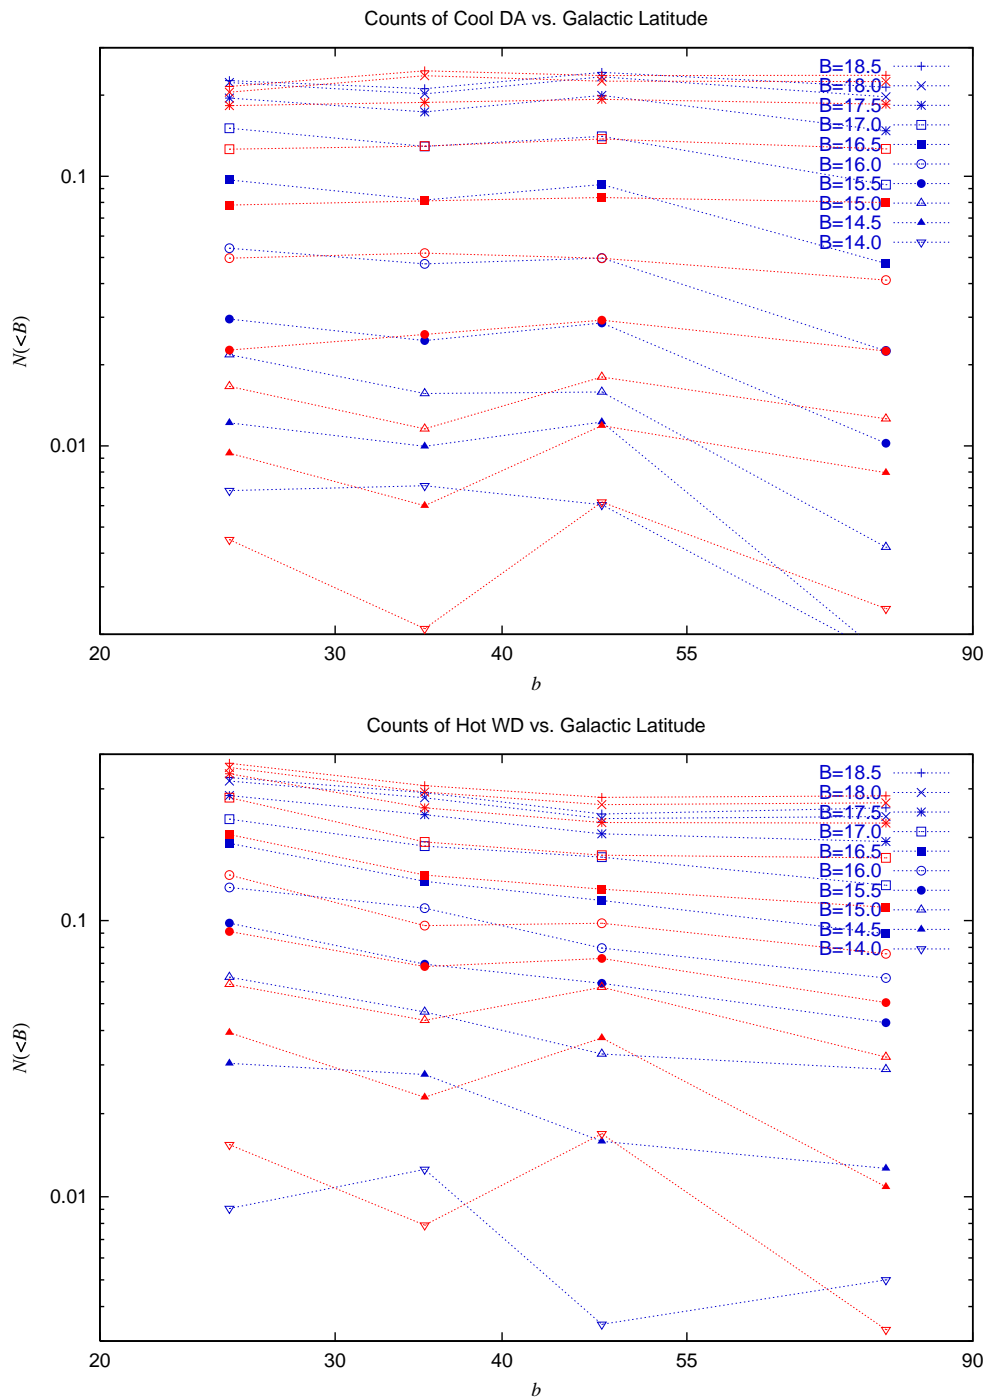 Counts of Cool DA vs. Galactic Latitude
B=18.5
B=18.0
B=17.5
B=17.0
B=16.5
B=16.0
B=15.5
B=15.0
B=14.5
B=14.0
0.1
0.01
N(<B)
20 30 40 55 90
b
Counts of Hot WD vs. Galactic Latitude
B=18.5
B=18.0
B=17.5
B=17.0
B=16.5
B=16.0
B=15.5
B=15.0
B=14.5
B=14.0
0.1
0.01
N(<B)
20 30 40 55 90
b